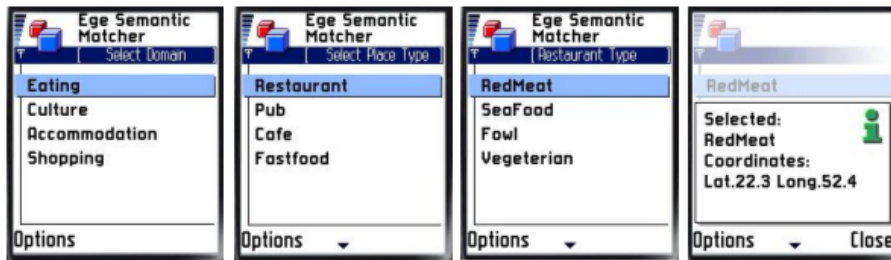 Ege Semantic
Matcher
[ Select Domain
Eating
Culture
Accommodation
Shopping
Options
Ege Semantic
Matcher
[ Select Place Type ]
Restaurant
Pub
Cafe
Fastfood
Options
Ege Semantic
Matcher
[Restaurant Type ]
RedMeat
SeaFood
Fowl
Vegeterian
Options
RedMeat
Selected:
RedMeat
Coordinates:
Lat.22.3 Long.52.4
Options Close